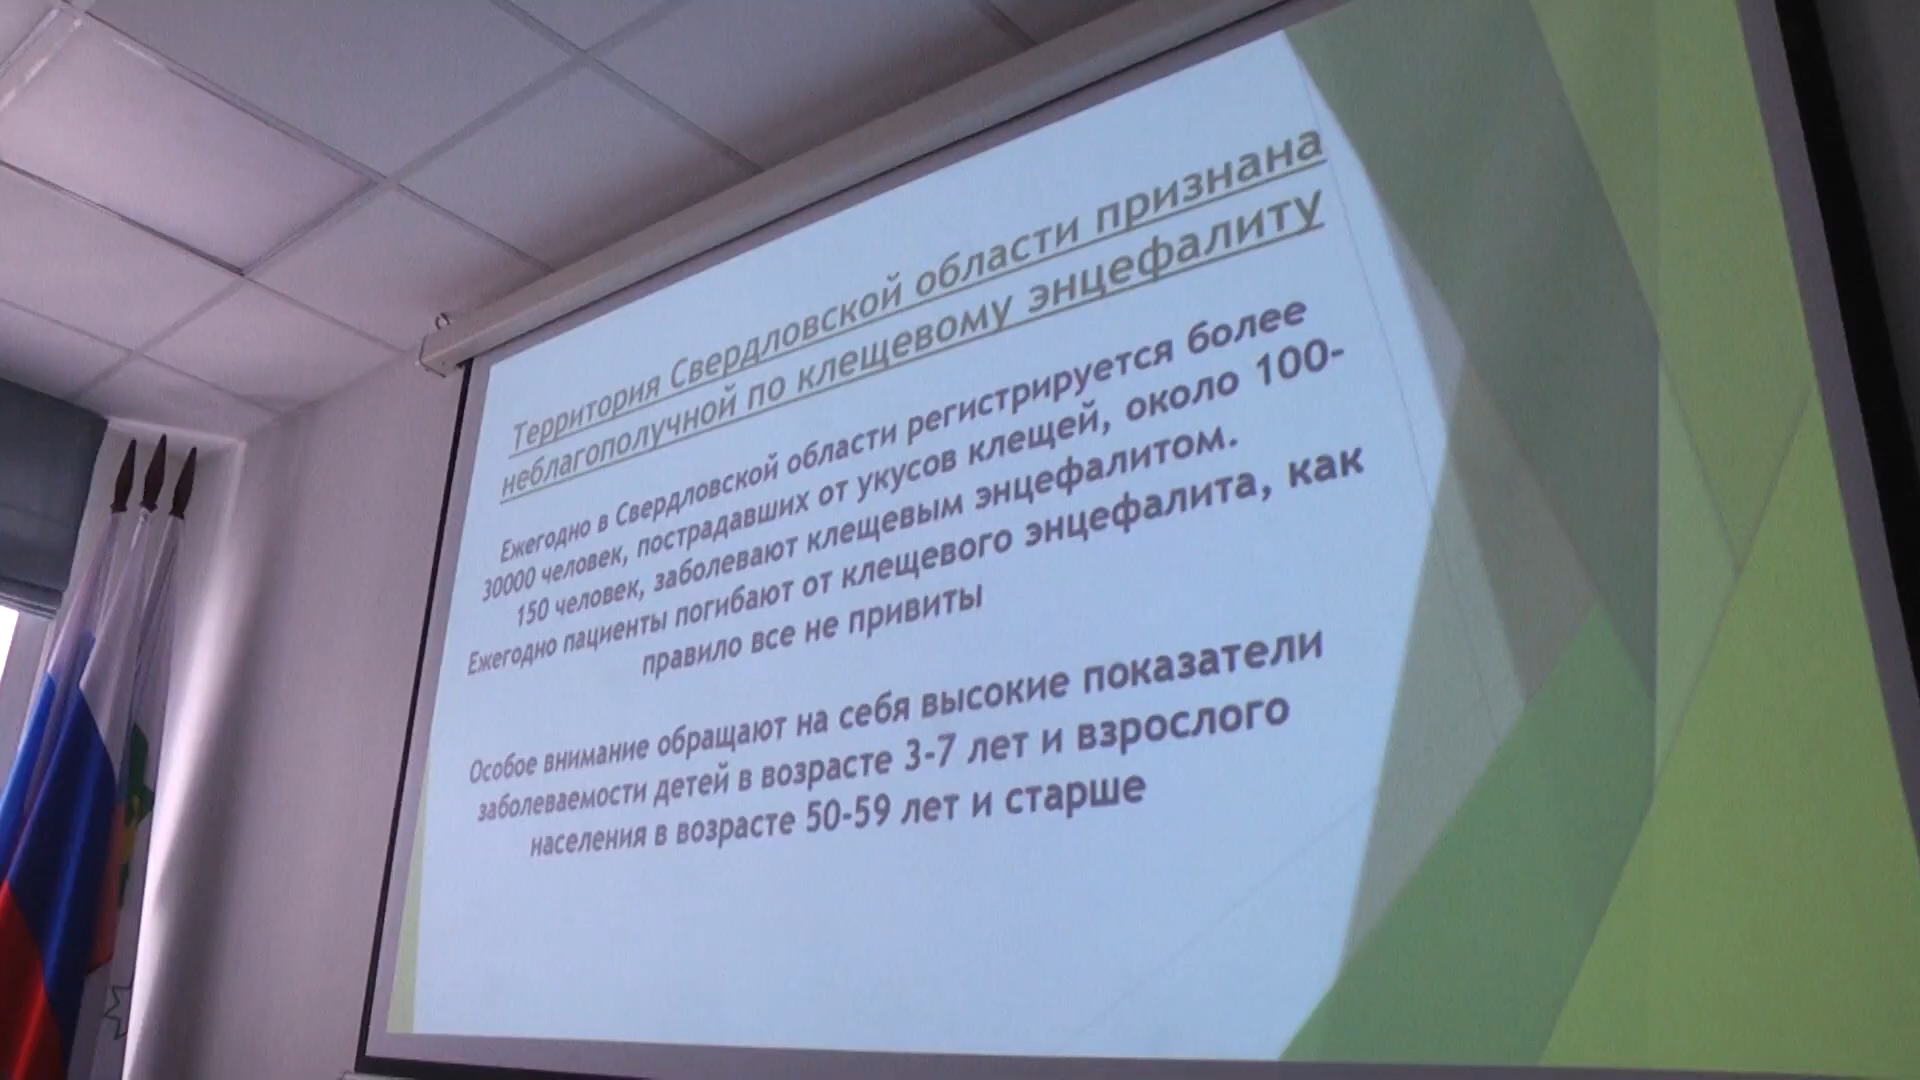 Территория Свердловской области признана
неблагополучной по клещевому энцефалиту
Ежегодно в Свердловской области регистрируется более
30000 человек, пострадавших от укусов клещей, около 100-
150 человек, заболевают клещевым энцефалитом.
Ежегодно пациенты погибают от клещевого энцефалита, как
правило все не привиты
Особое внимание обращают на себя высокие показатели
заболеваемости детей в возрасте 3-7 лет и взрослого
населения в возрасте 50-59 лет и старше